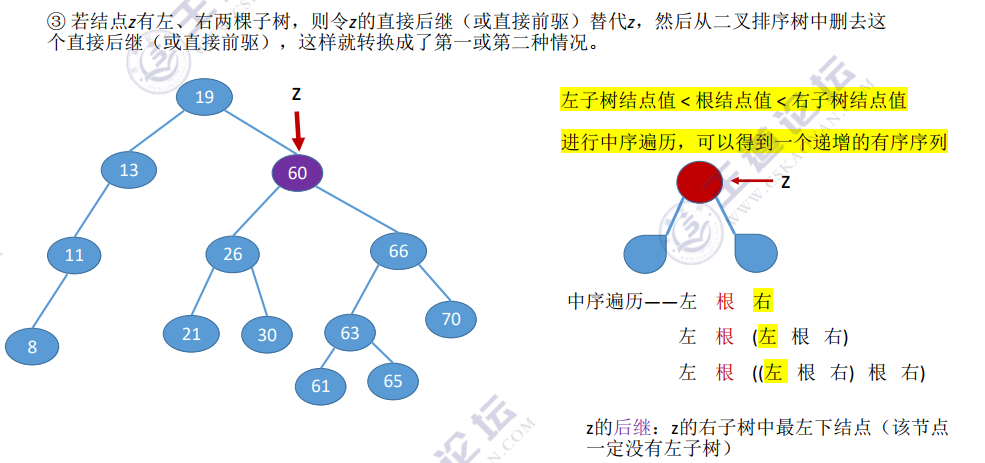 ③ 若结点z有左、右两棵子树，则令z的直接后继（或直接前驱）替代z，然后从二叉排序树中删去这
个直接后继（或直接前驱），这样就转换成了第一或第二种情况。
19
Z
13
60
11
26
66
8
21
30
63
70
61
65
左子树结点值 < 根结点值 < 右子树结点值
进行中序遍历，可以得到一个递增的有序序列
Z
中序遍历——左 根 右
左 根 (左 根 右)
左 根 ((左 根 右) 根 右)
z的后继：z的右子树中最左下结点（该节点
一定没有左子树）